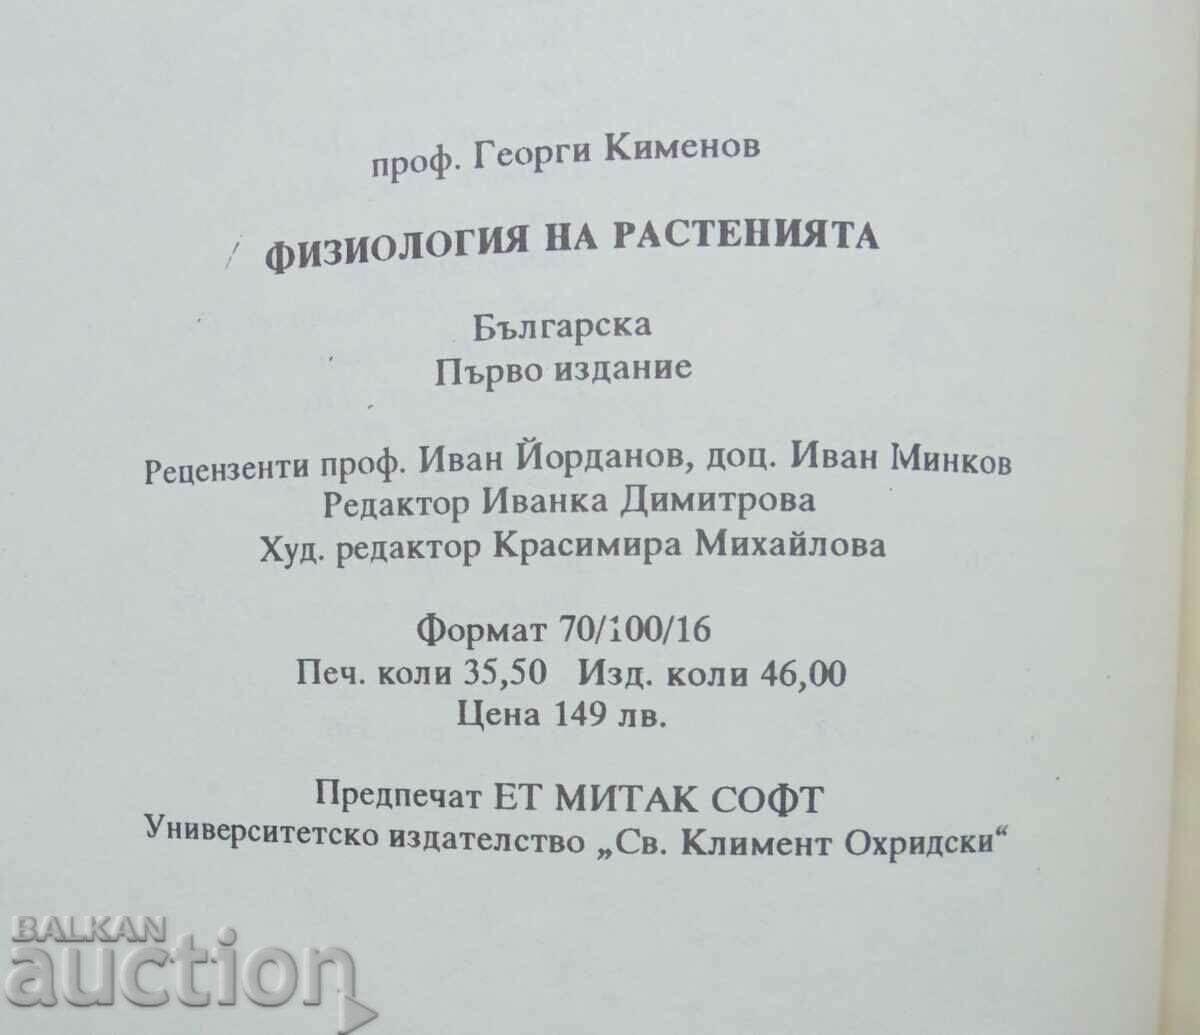 проф. Георги Кименов
ФИЗИОЛОГИЯ НА РАСТЕНИЯТА
Българска
Първо издание
Рецензенти проф. Иван Йорданов, доц. Иван Минков
Редактор Иванка Димитрова
Худ. редактор Красимира Михайлова
Формат 70/100/16
Печ. коли 35,50 Изд. коли 46,00
Цена 149 лв.
Предпечат ЕТ МИТАК СОФТ
Университетско издателство „Св. Климент Охридски“
BALKAN
auction